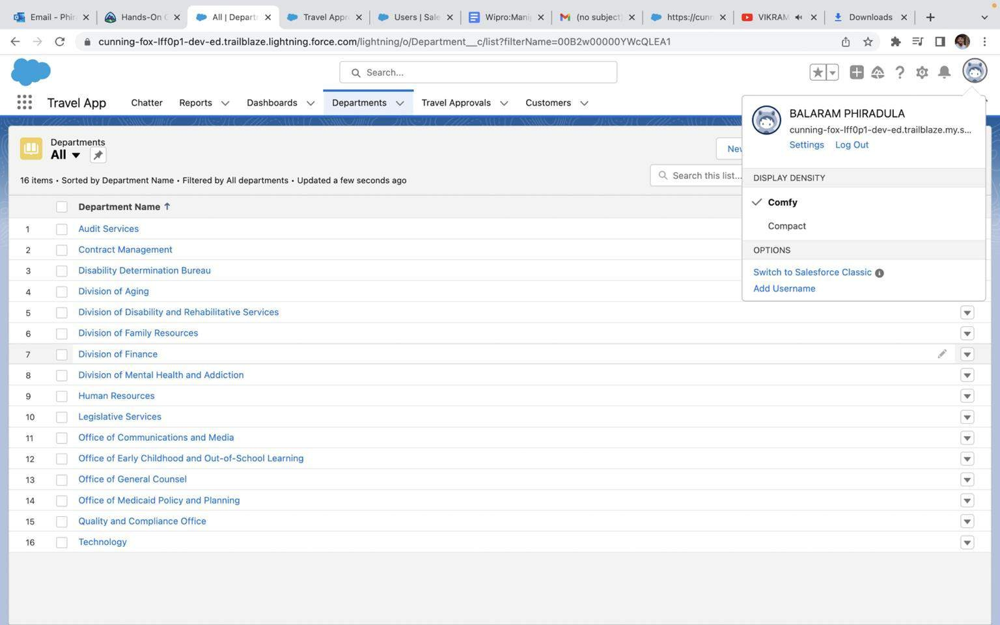 Email - Phir
Hands-On C
All | Departm
Travel Appr
Users | Sale
Wipro:Manip
(no subject)
https://cunn
VIKRAM
Downloads
cunning-fox-lff0p1-dev-ed.trailblaze.lightning.force.com/lightning/o/Department__c/list?filterName=00B2w00000YWcQLEA1
Search...
Travel App
Chatter
Reports
Dashboards
Departments
Travel Approvals
Customers
Departments
All
New
16 items • Sorted by Department Name • Filtered by All departments • Updated a few seconds ago
Search this list...
BALARAM PHIRADULA
cunning-fox-lff0p1-dev-ed.trailblaze.my.s...
Settings Log Out
DISPLAY DENSITY
Comfy
Compact
OPTIONS
Switch to Salesforce Classic
Add Username
Department Name
1 Audit Services
2 Contract Management
3 Disability Determination Bureau
4 Division of Aging
5 Division of Disability and Rehabilitative Services
6 Division of Family Resources
7 Division of Finance
8 Division of Mental Health and Addiction
9 Human Resources
10 Legislative Services
11 Office of Communications and Media
12 Office of Early Childhood and Out-of-School Learning
13 Office of General Counsel
14 Office of Medicaid Policy and Planning
15 Quality and Compliance Office
16 Technology